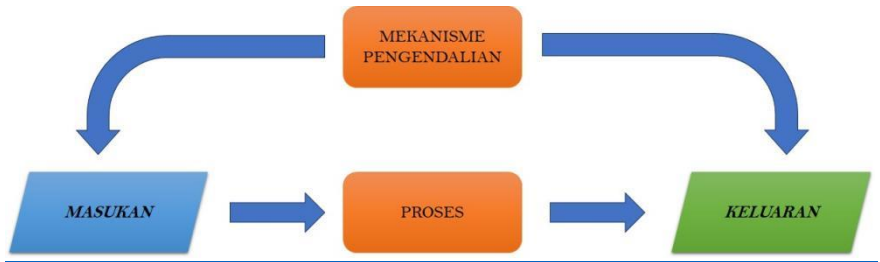 MEKANISME
PENGENDALIAN
MASUKAN
PROSES
KELUARAN